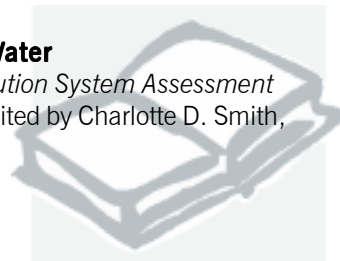 Water
ution System Assessment
ited by Charlotte D. Smith,